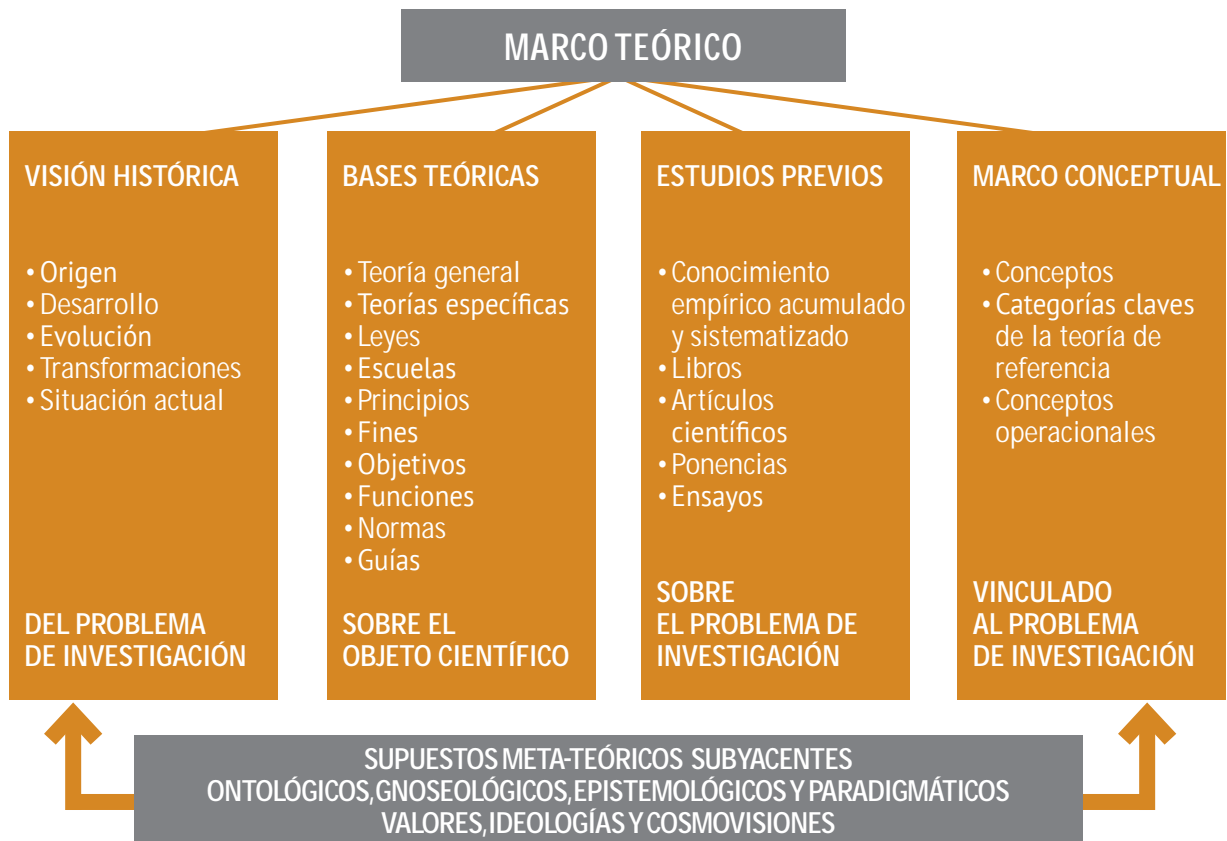 MARCO TEÓRICO
VISIÓN HISTÓRICA
• Origen
• Desarrollo
• Evolución
• Transformaciones
• Situación actual
DEL PROBLEMA
DE INVESTIGACIÓN
BASES TEÓRICAS
• Teoría general
• Teorías específicas
• Leyes
• Escuelas
• Principios
• Fines
• Objetivos
• Funciones
• Normas
• Guías
SOBRE EL
OBJETO CIENTÍFICO
ESTUDIOS PREVIOS
• Conocimiento
empírico acumulado
y sistematizado
• Libros
• Artículos
científicos
• Ponencias
• Ensayos
SOBRE
EL PROBLEMA DE
INVESTIGACIÓN
MARCO CONCEPTUAL
• Conceptos
• Categorías claves
de la teoría de
referencia
• Conceptos
operacionales
VINCULADO
AL PROBLEMA
DE INVESTIGACIÓN
SUPUESTOS META-TEÓRICOS SUBYACENTES
ONTOLÓGICOS, GNOSEOLÓGICOS, EPISTEMOLÓGICOS Y PARADIGMÁTICOS
VALORES, IDEOLOGÍAS Y COSMOVISIONES